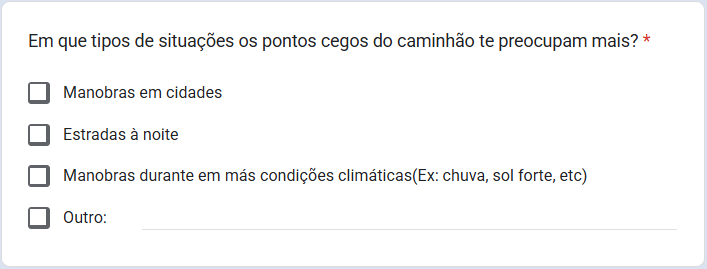 Em que tipos de situações os pontos cegos do caminhão te preocupam mais? *
Manobras em cidades
Estradas à noite
Manobras durante em más condições climáticas(Ex: chuva, sol forte, etc)
Outro: